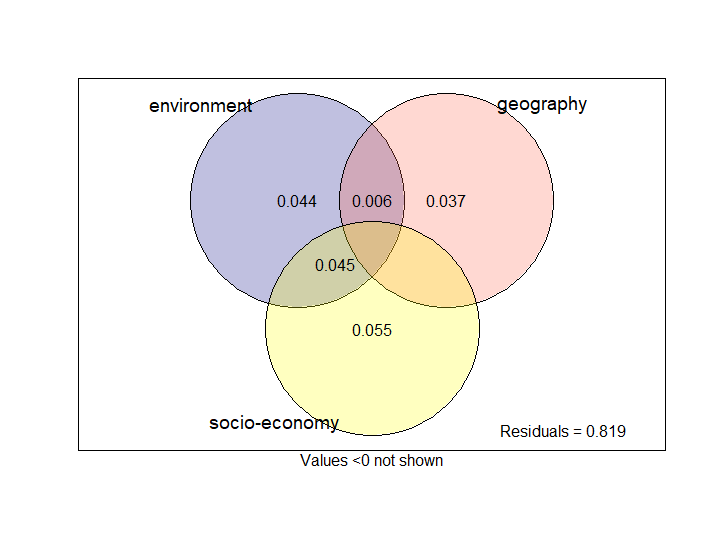 environment
geography
0.044
0.006
0.037
0.045
0.055
socio-economy
Residuals = 0.819
Values <0 not shown